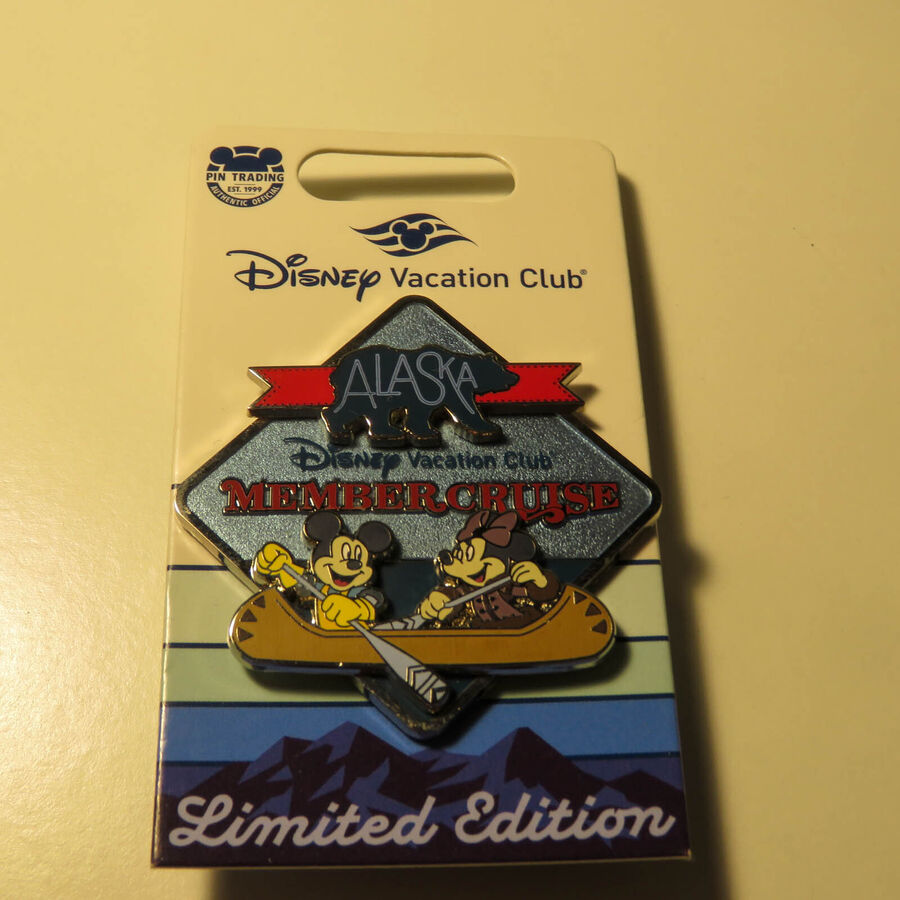 PIN TRADING
EST. 1999
AUTHENTIC OFFICIAL
Disney Vacation Club®
ALASKA
Disney Vacation Club®
MEMBER CRUISE
Limited Edition